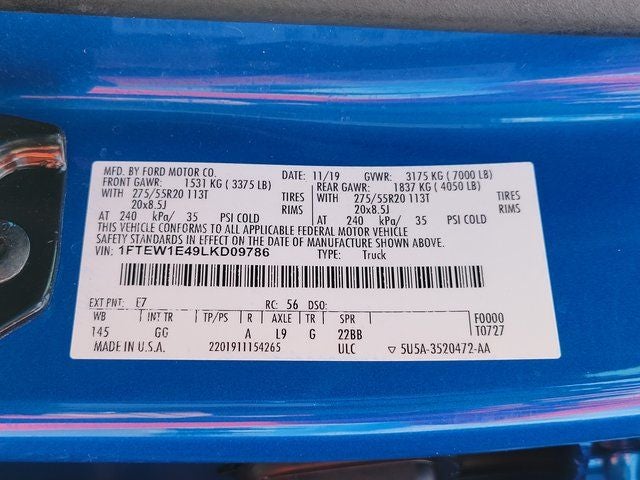 MFD. BY FORD MOTOR CO. DATE: 11/19 GVWR: 3175 KG ( 7000 LB)
FRONT GAWR: 1531 KG ( 3375 LB) REAR GAWR: 1837 KG ( 4050 LB)
WITH 275/55R20 113T TIRES WITH 275/55R20 113T TIRES
20x8.5J RIMS 20x8.5J RIMS
AT 240 kPa/ 35 PSI COLD AT 240 kPa/ 35 PSI COLD
THIS VEHICLE CONFORMS TO ALL APPLICABLE FEDERAL MOTOR VEHICLE
SAFETY STANDARDS IN EFFECT ON THE DATE OF MANUFACTURE SHOWN ABOVE.
VIN: 1FTEW1E49LKD09786 TYPE: Truck
EXT PNT: E7 RC: 56 DSO:
WB INT TR TP/PS R AXLE TR SPR F0000
145 GG A L9 G 22BB T0727
MADE IN U.S.A. 2201911154265 ULC ▽ 5U5A-3520472-AA